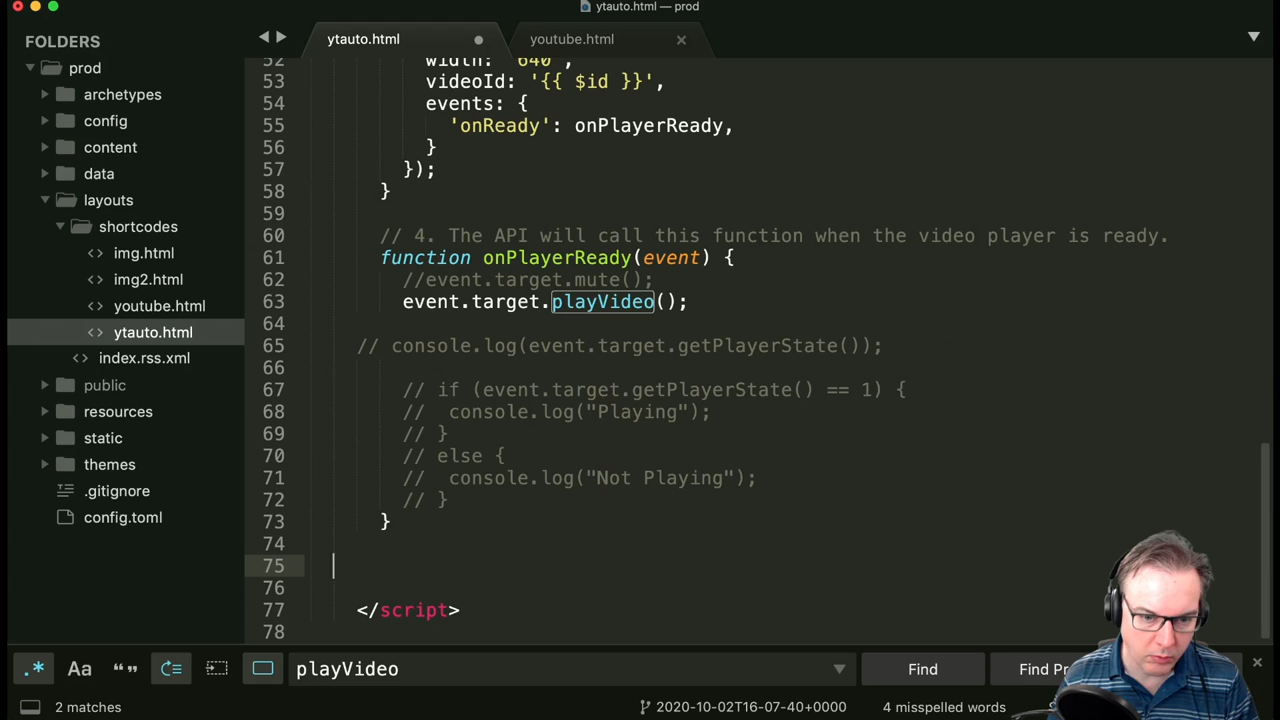 ytauto.html — prod
FOLDERS
prod
archetypes
config
content
data
layouts
shortcodes
img.html
img2.html
youtube.html
ytauto.html
index.rss.xml
public
resources
static
themes
.gitignore
config.toml
ytauto.html
youtube.html
52 width: '640',
53 videoId: '{{ $id }}',
54 events: {
55 'onReady': onPlayerReady,
56 }
57 });
58 }
59
60 // 4. The API will call this function when the video player is ready.
61 function onPlayerReady(event) {
62 //event.target.mute();
63 event.target.playVideo();
64
65 // console.log(event.target.getPlayerState());
66
67 // if (event.target.getPlayerState() == 1) {
68 //  console.log("Playing");
69 // }
70 // else {
71 //  console.log("Not Playing");
72 // }
73 }
74
75
76
77 </script>
78
.* Aa “” playVideo Find Find Pr
2 matches 2020-10-02T16-07-40+0000 4 misspelled words